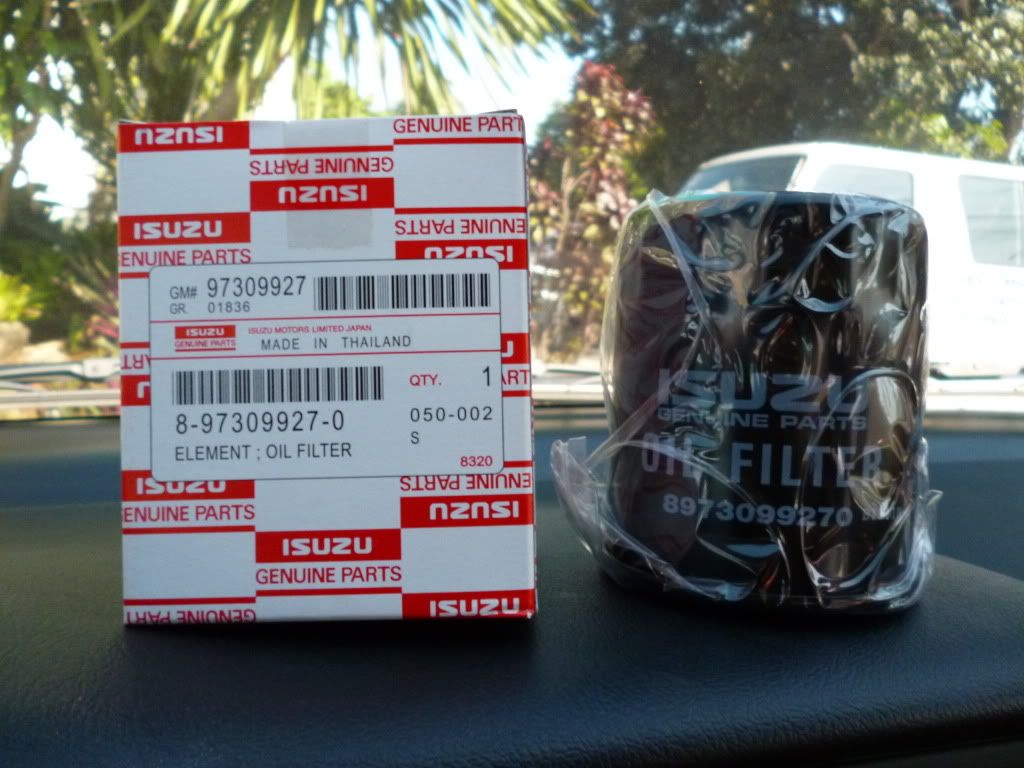 ISUZU
GENUINE PART
GENUINE PARTS
ISUZU
ISUZU
GENUINE PARTS
GENUINE PARTS
ISUZU
GM# 97309927
GR. 01836
ISUZU
GENUINE PARTS
ISUZU MOTORS LIMITED JAPAN
MADE IN THAILAND
QTY. 1
8-97309927-0
050-002
ELEMENT ; OIL FILTER
S
8320
ISUZU
GENUINE PARTS
ENUINE PARTS
ISUZU
ISUZU
GENUINE PARTS
ISUZU
GENUINE PARTS
ISUZU
GENUINE PARTS
OIL FILTER
8973099270